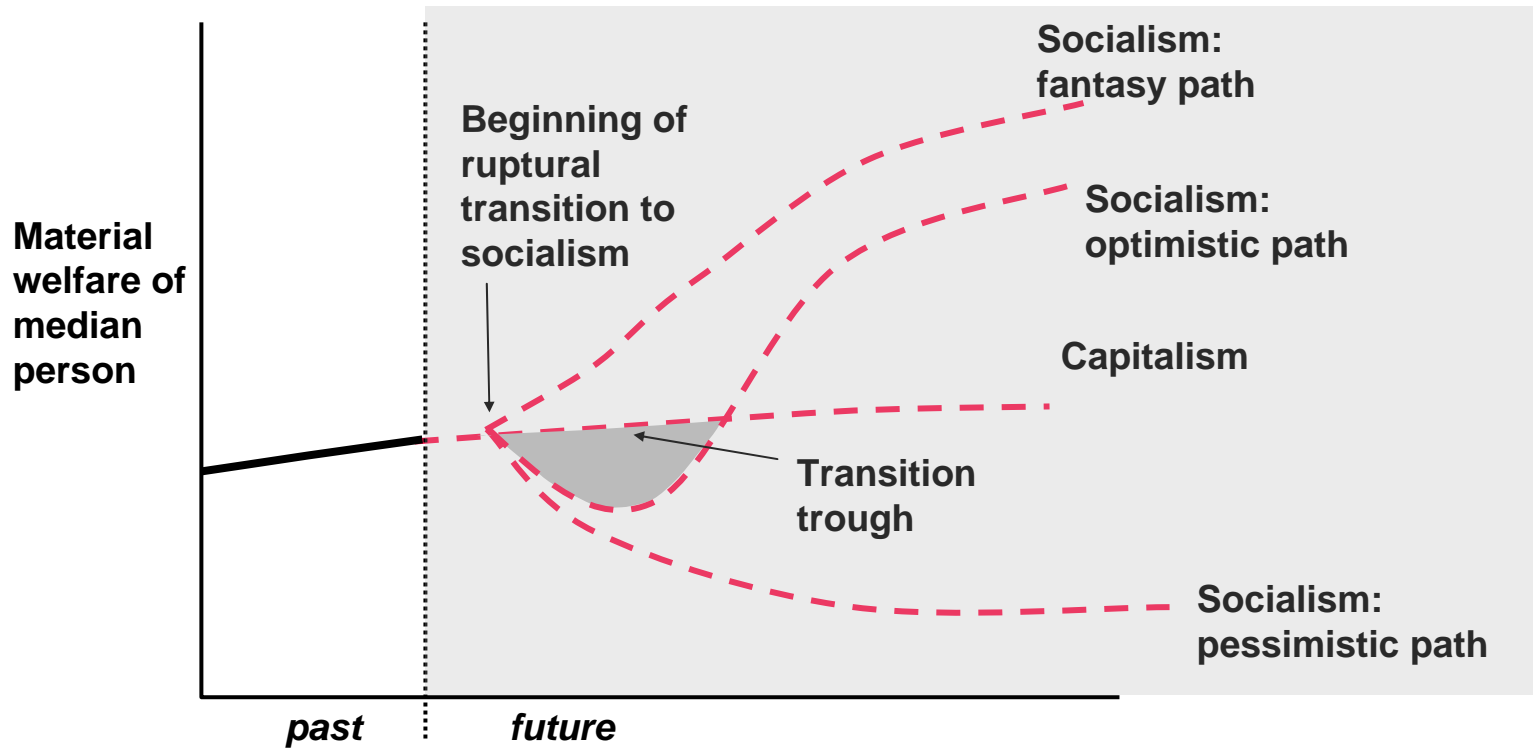 Socialism:
fantasy path
Beginning of
ruptural
transition to
socialism
Socialism:
optimistic path
Material
welfare of
median
person
Capitalism
Transition
trough
Socialism:
pessimistic path
past
future